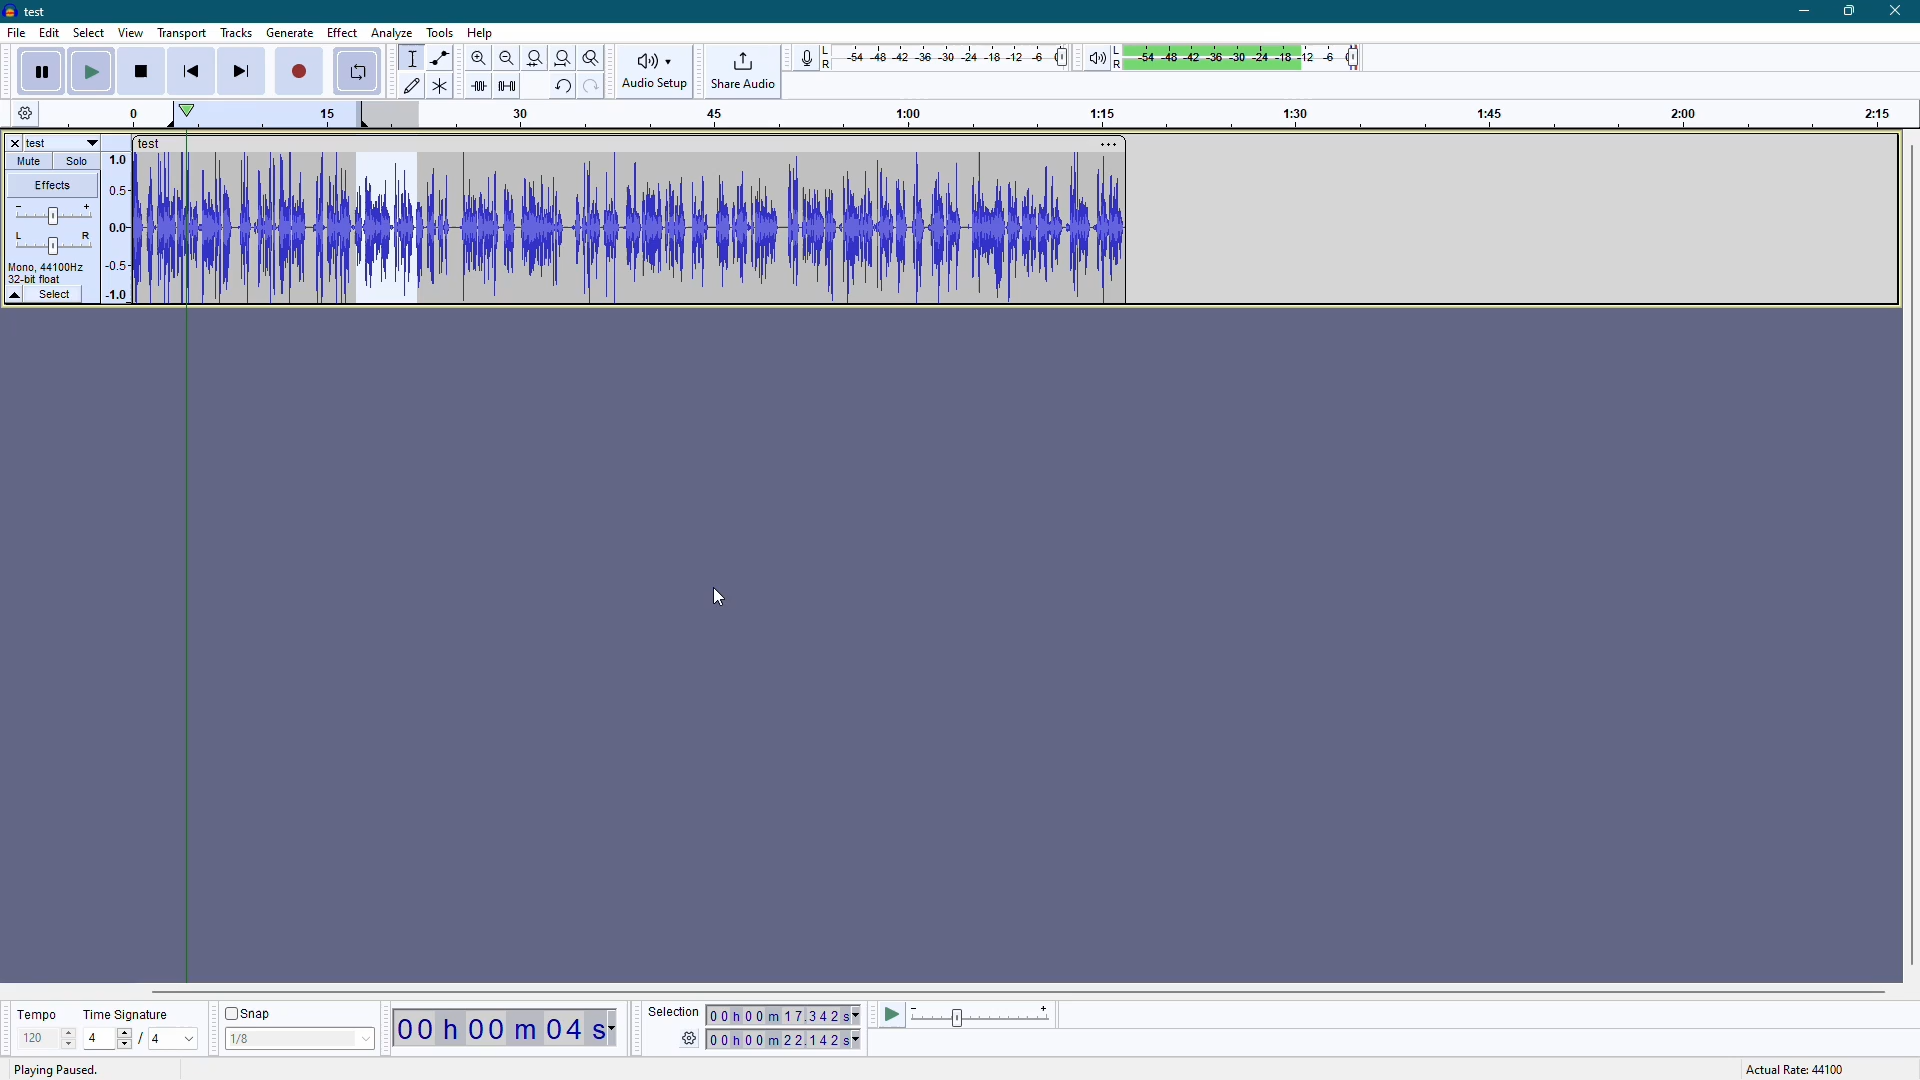 test
File Edit Select View Transport Tracks Generate Effect Analyze Tools Help
Audio Setup
Share Audio
L
R
-54 -48 -42 -36 -30 -24 -18 -12 -6
L
R
-54 -48 -42 -36 -30 -24 -18 -12 -6
0 15 30 45 1:00 1:15 1:30 1:45 2:00 2:15
test
test
Mute Solo
Effects
- +
L R
Mono, 44100Hz
32-bit float
Select
1.0
0.5
0.0
-0.5
-1.0
Tempo Time Signature
120 4 / 4
Snap
1/8
00 h 00 m 04 s
Selection
00 h 00 m 17.342 s
00 h 00 m 22.142 s
- +
Playing Paused.
Actual Rate: 44100